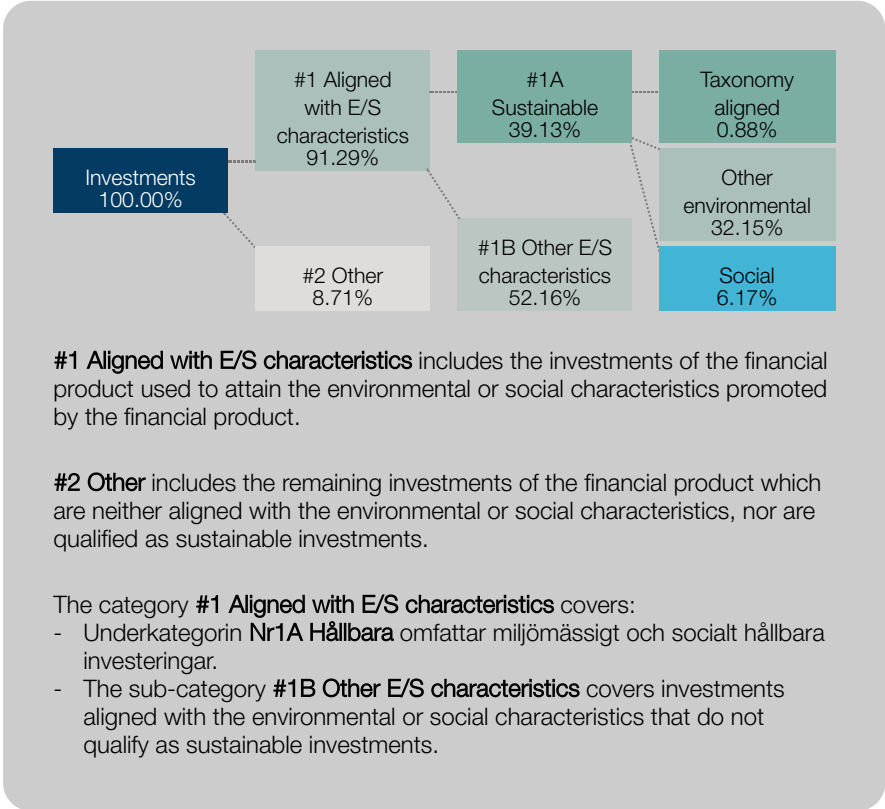 #1 Aligned
with E/S
characteristics
91.29%
#1A
Sustainable
39.13%
Taxonomy
aligned
0.88%
Investments
100.00%
Other
environmental
32.15%
#2 Other
8.71%
#1B Other E/S
characteristics
52.16%
Social
6.17%
#1 Aligned with E/S characteristics includes the investments of the financial
product used to attain the environmental or social characteristics promoted
by the financial product.
#2 Other includes the remaining investments of the financial product which
are neither aligned with the environmental or social characteristics, nor are
qualified as sustainable investments.
The category #1 Aligned with E/S characteristics covers:
- Underkategorin Nr1A Hållbara omfattar miljömässigt och socialt hållbara
investeringar.
- The sub-category #1B Other E/S characteristics covers investments
aligned with the environmental or social characteristics that do not
qualify as sustainable investments.